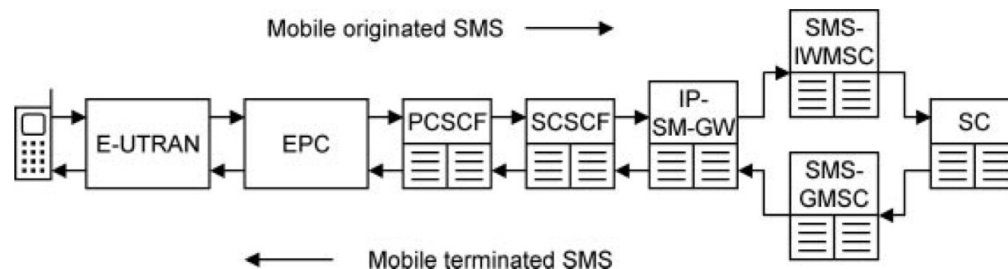 Mobile originated SMS
SMS-
IWMSC
E-UTRAN
EPC
PCSCF
SCSCF
IP-
SM-GW
SC
SMS-
GMSC
Mobile terminated SMS